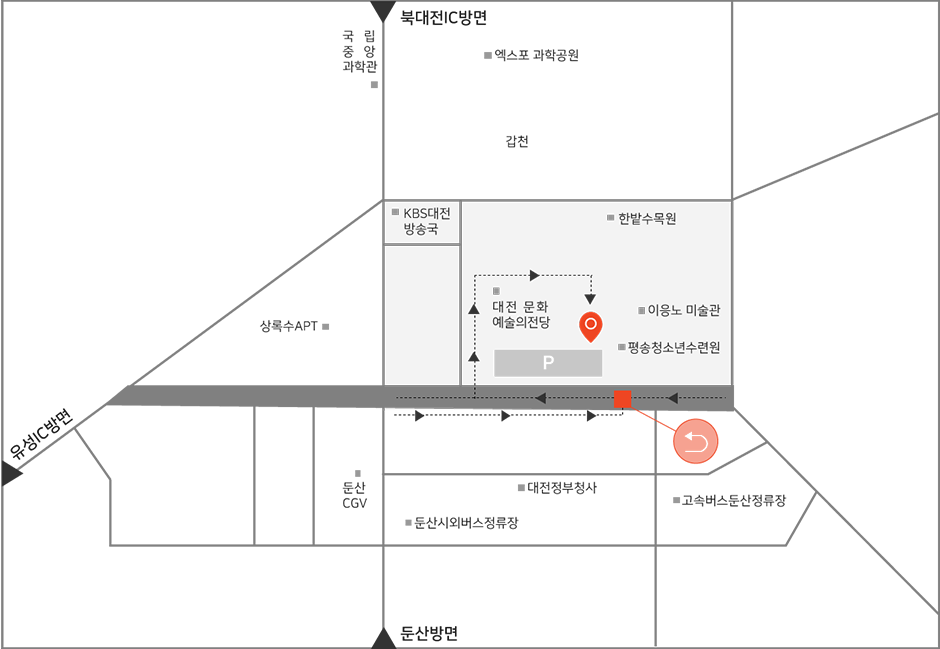 북대전IC방면
국 립
중 앙
과학관
엑스포 과학공원
갑천
KBS대전
방송국
한밭수목원
대전 문화
예술의전당
이응노 미술관
상록수APT
평송청소년수련원
P
유성IC방면
둔산
CGV
대전정부청사
고속버스둔산정류장
둔산시외버스정류장
둔산방면